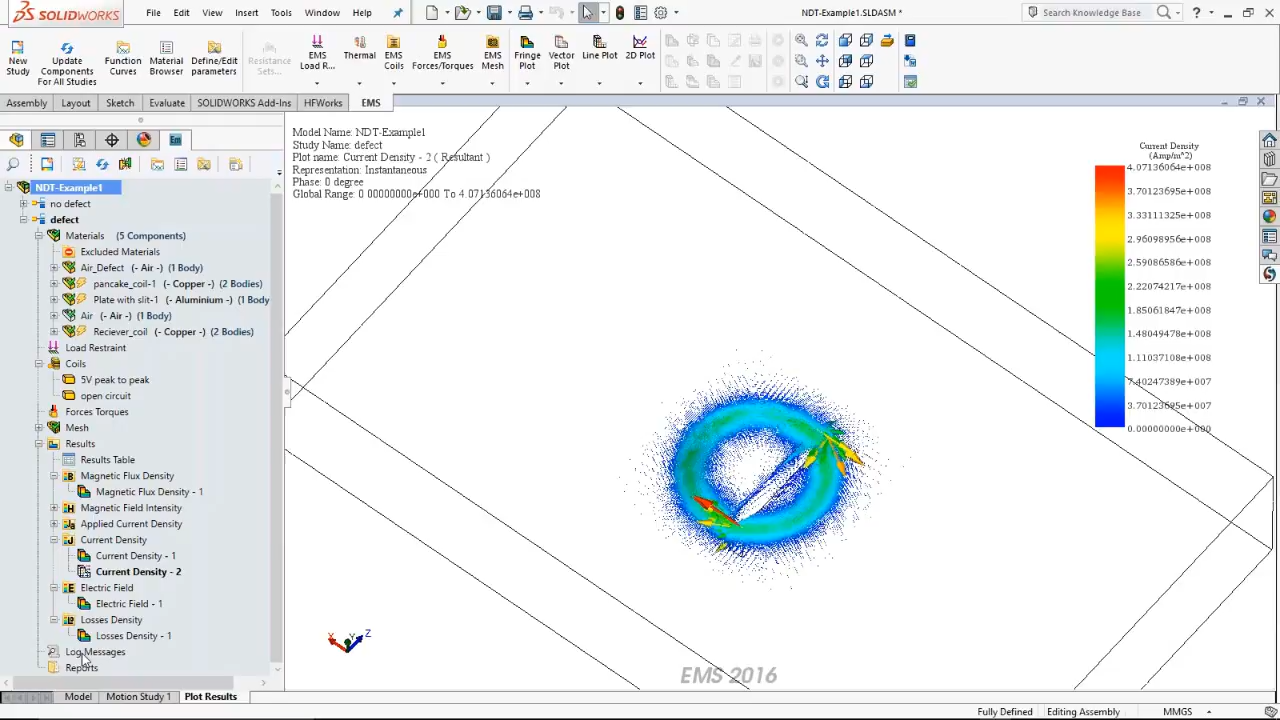 SOLIDWORKS
File Edit View Insert Tools Window Help
NDT-Example1.SLDASM *
Search Knowledge Base
New Study
Update Components For All Studies
Function Curves
Material Browser
Define/Edit parameters
Resistance Sets...
EMS Load R...
Thermal
EMS Coils
EMS Forces/Torques
EMS Mesh
Fringe Plot
Vector Plot
Line Plot
2D Plot
Assembly Layout Sketch Evaluate SOLIDWORKS Add-Ins HFWorks EMS
NDT-Example1
no defect
defect
Materials (5 Components)
Excluded Materials
Air_Defect (- Air -) (1 Body)
pancake_coil-1 (- Copper -) (2 Bodies)
Plate with slit-1 (- Aluminium -) (1 Body
Air (- Air -) (1 Body)
Reciever_coil (- Copper -) (2 Bodies)
Load Restraint
Coils
5V peak to peak
open circuit
Forces Torques
Mesh
Results
Results Table
Magnetic Flux Density
Magnetic Flux Density - 1
Magnetic Field Intensity
Applied Current Density
Current Density
Current Density - 1
Current Density - 2
Electric Field
Electric Field - 1
Losses Density
Losses Density - 1
Log Messages
Reports
Model Name: NDT-Example1
Study Name: defect
Plot name: Current Density - 2 ( Resultant )
Representation: Instantaneous
Phase: 0 degree
Global Range: 0 00000000e+000 To 4.07136064e+008
Current Density
(Amp/m^2)
4.07136064e+008
3.70123695e+008
3.33111325e+008
2.96098956e+008
2.59086586e+008
2.22074217e+008
1.85061847e+008
1.48049478e+008
1.11037108e+008
7.40247389e+007
3.70123695e+007
0.00000000e+000
X Y Z
EMS 2016
Model Motion Study 1 Plot Results
Fully Defined Editing Assembly MMGS